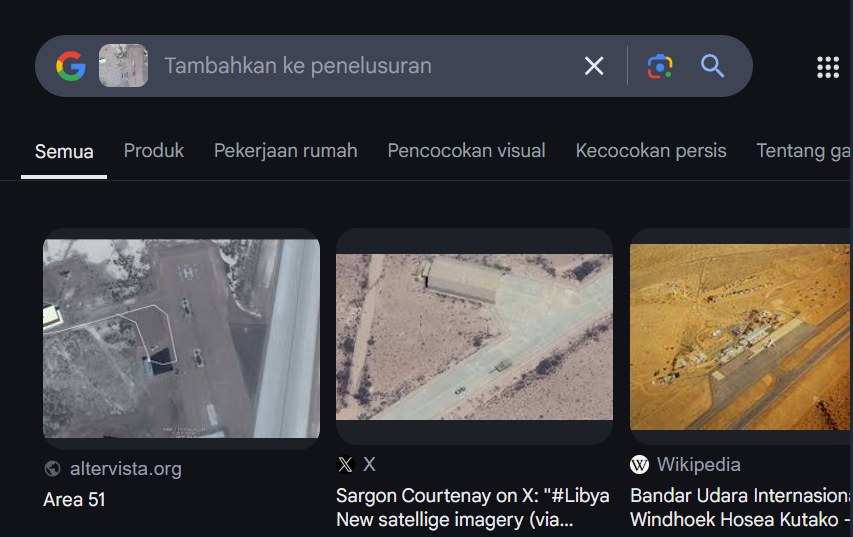 Tambahkan ke penelusuran
Semua Produk Pekerjaan rumah Pencocokan visual Kecocokan persis Tentang ga
H
altervista.org
Area 51
X
Sargon Courtenay on X: "#Libya
New satellige imagery (via...
Wikipedia
Bandar Udara Internasiona
Windhoek Hosea Kutako -